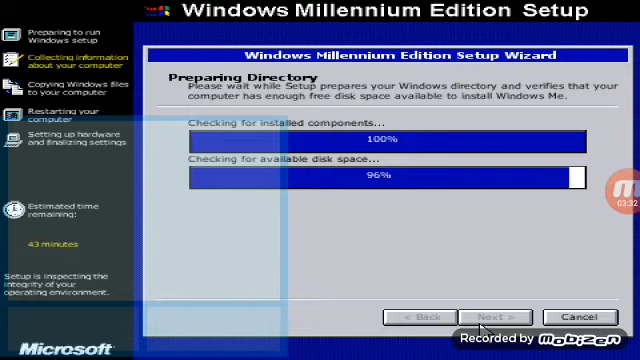 Windows Millennium Edition Setup
Preparing to run
Windows setup
Collecting information
about your computer
Copying Windows files
to your computer
Restarting your
computer
Setting up hardware
and finalizing settings
Estimated time
remaining:
43 minutes
Setup is inspecting the
integrity of your
operating environment.
Microsoft
Windows Millennium Edition Setup Wizard
Preparing Directory
Please wait while Setup prepares your Windows directory and verifies that your
computer has enough free disk space available to install Windows Me.
Checking for installed components...
100%
Checking for available disk space...
96%
< Back
Next >
Cancel
03:32
Recorded by mobizen